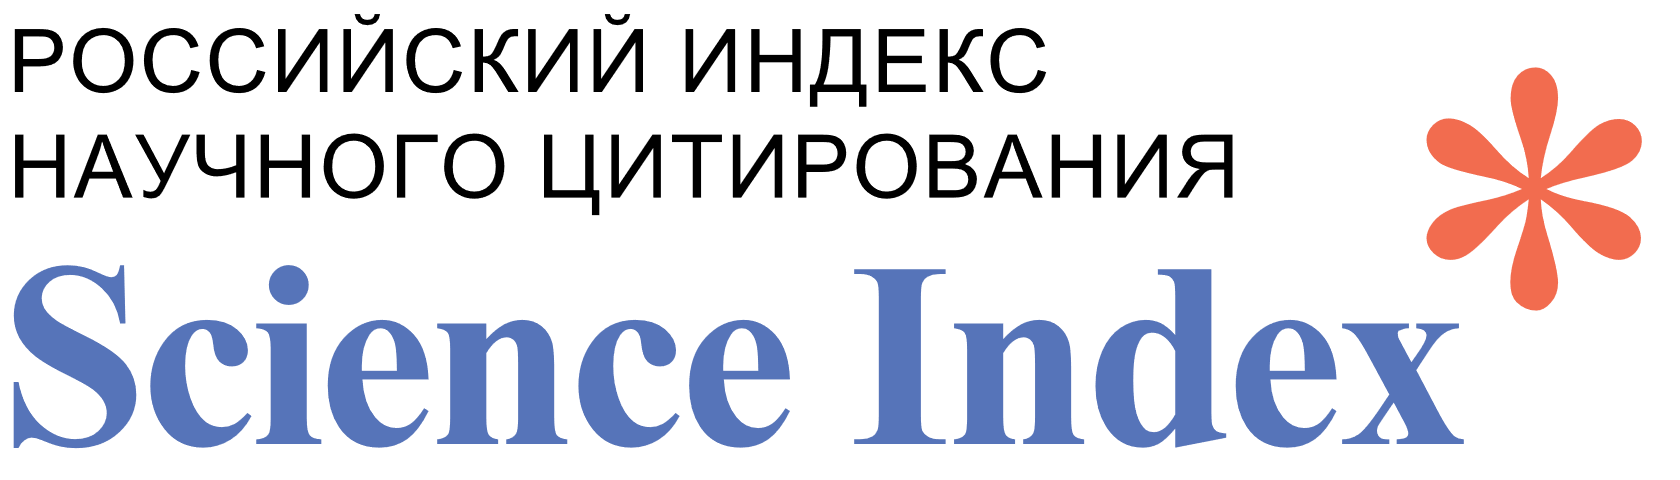 РОССИЙСКИЙ ИНДЕКС
НАУЧНОГО ЦИТИРОВАНИЯ
Science Index